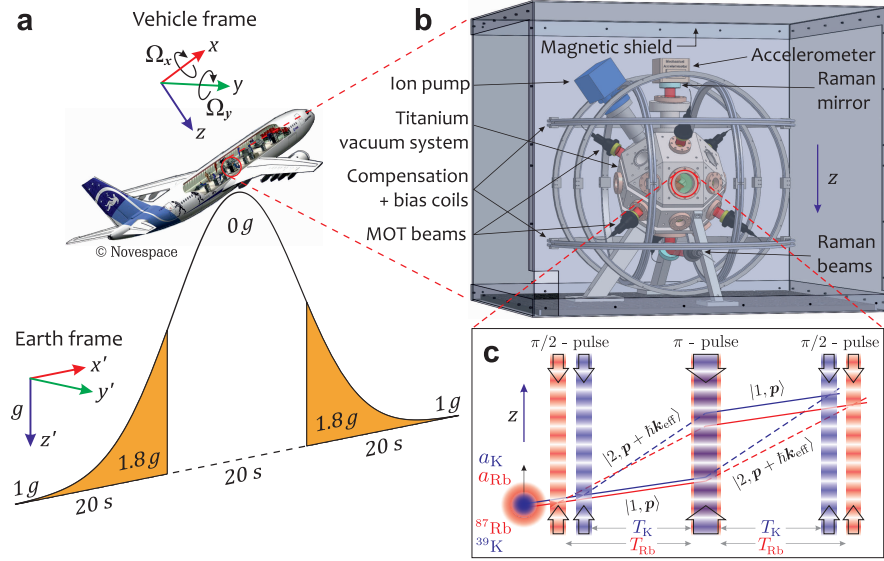 a
Vehicle frame
Ωx
x
y
Ωy
z
© Novespace
0 g
Earth frame
x′
y′
g
z′
1 g
1.8 g
1.8 g
1 g
20 s
20 s
20 s
b
Magnetic shield
Accelerometer
Ion pump
Raman
mirror
Titanium
vacuum system
Compensation
+ bias coils
z
MOT beams
Raman
beams
c
π/2 - pulse
π - pulse
π/2 - pulse
z
|1, p⟩
|2, p + ħk_eff⟩
|2, p + ħk_eff⟩
|1, p⟩
a_K
a_Rb
⁸⁷Rb
³⁹K
T_K
T_K
T_Rb
T_Rb